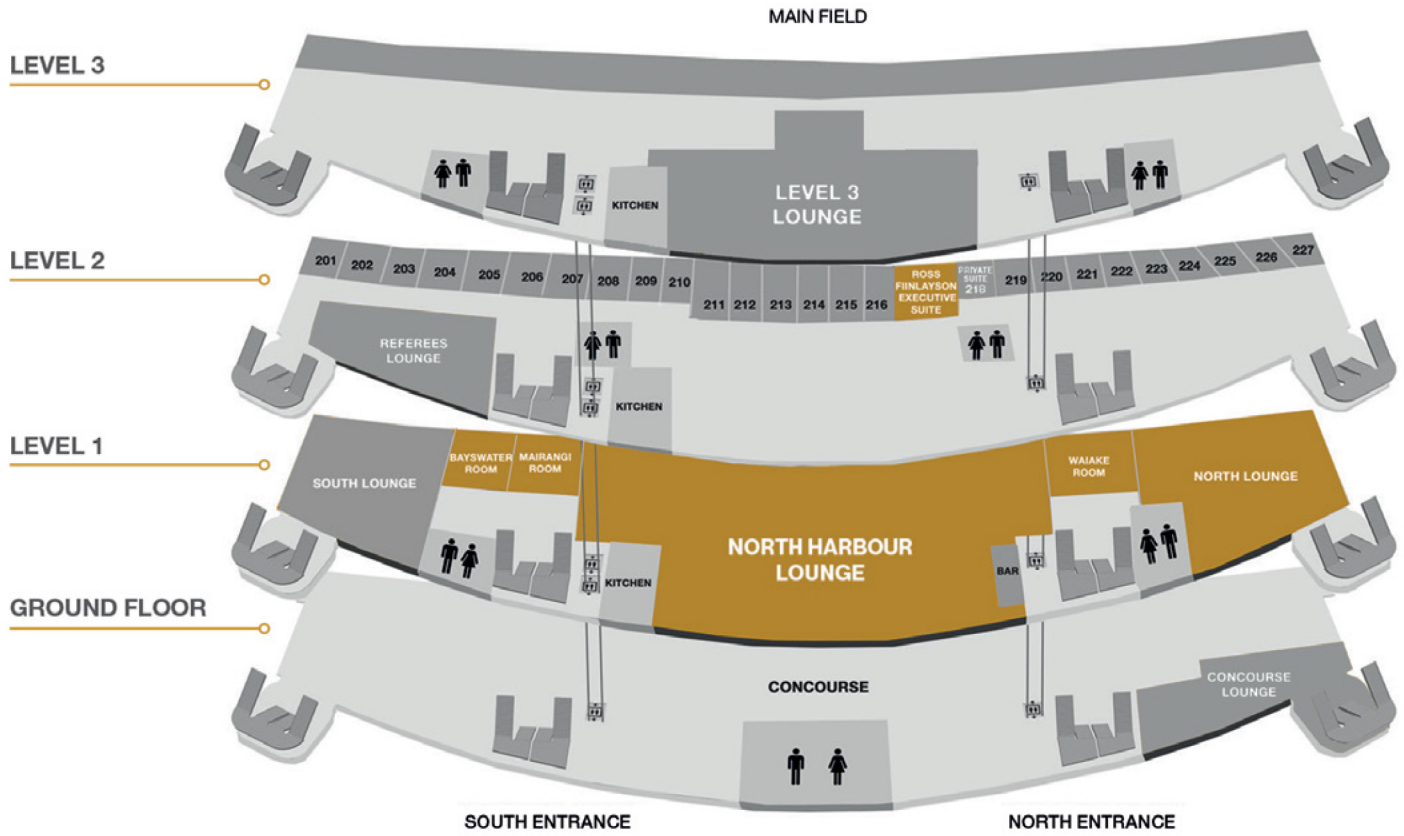 MAIN FIELD
LEVEL 3
KITCHEN
LEVEL 3
LOUNGE
LEVEL 2
201 202 203 204 205 206 207 208 209 210 211 212 213 214 215 216
ROSS
FIINLAYSON
EXECUTIVE
SUITE
PRIVATE
SUITE
218
219 220 221 222 223 224 225 226 227
REFEREES
LOUNGE
KITCHEN
LEVEL 1
SOUTH LOUNGE
BAYSWATER
ROOM
MAIRANGI
ROOM
WAIAKE
ROOM
NORTH LOUNGE
NORTH HARBOUR
LOUNGE
KITCHEN
BAR
GROUND FLOOR
CONCOURSE
CONCOURSE
LOUNGE
SOUTH ENTRANCE
NORTH ENTRANCE